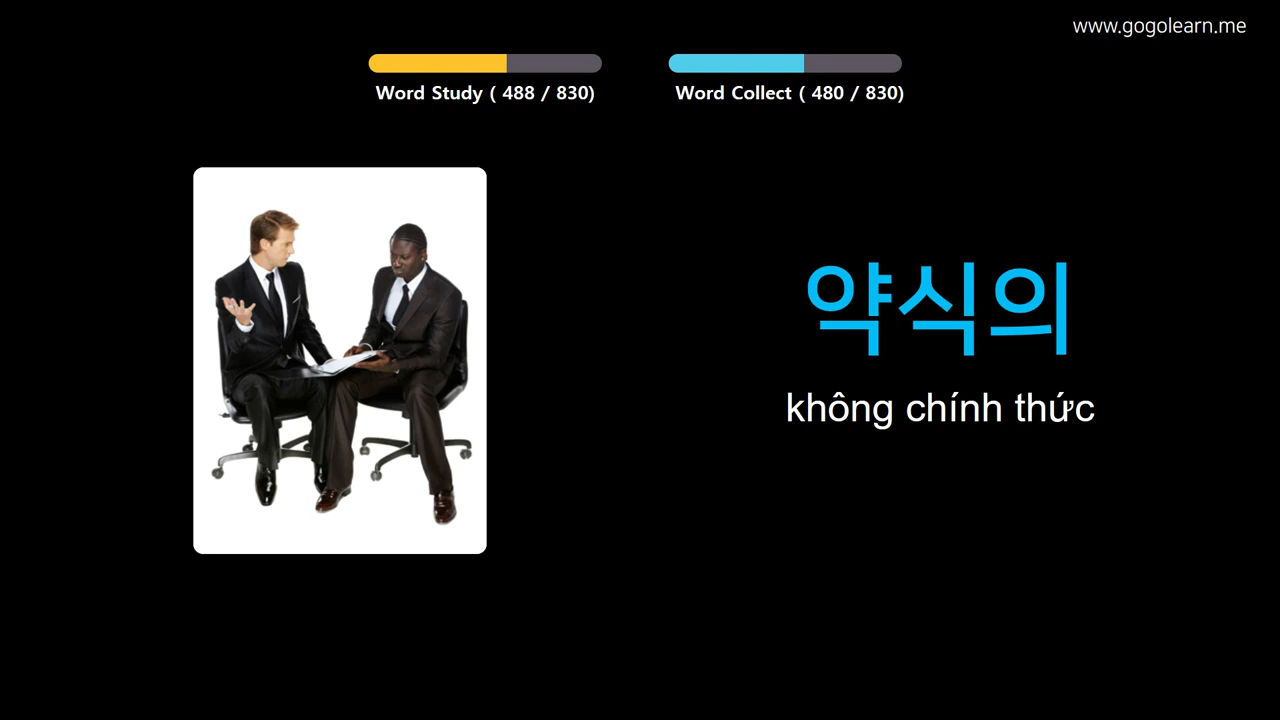 www.gogolearn.me
Word Study ( 488 / 830)
Word Collect ( 480 / 830)
약식의
không chính thức